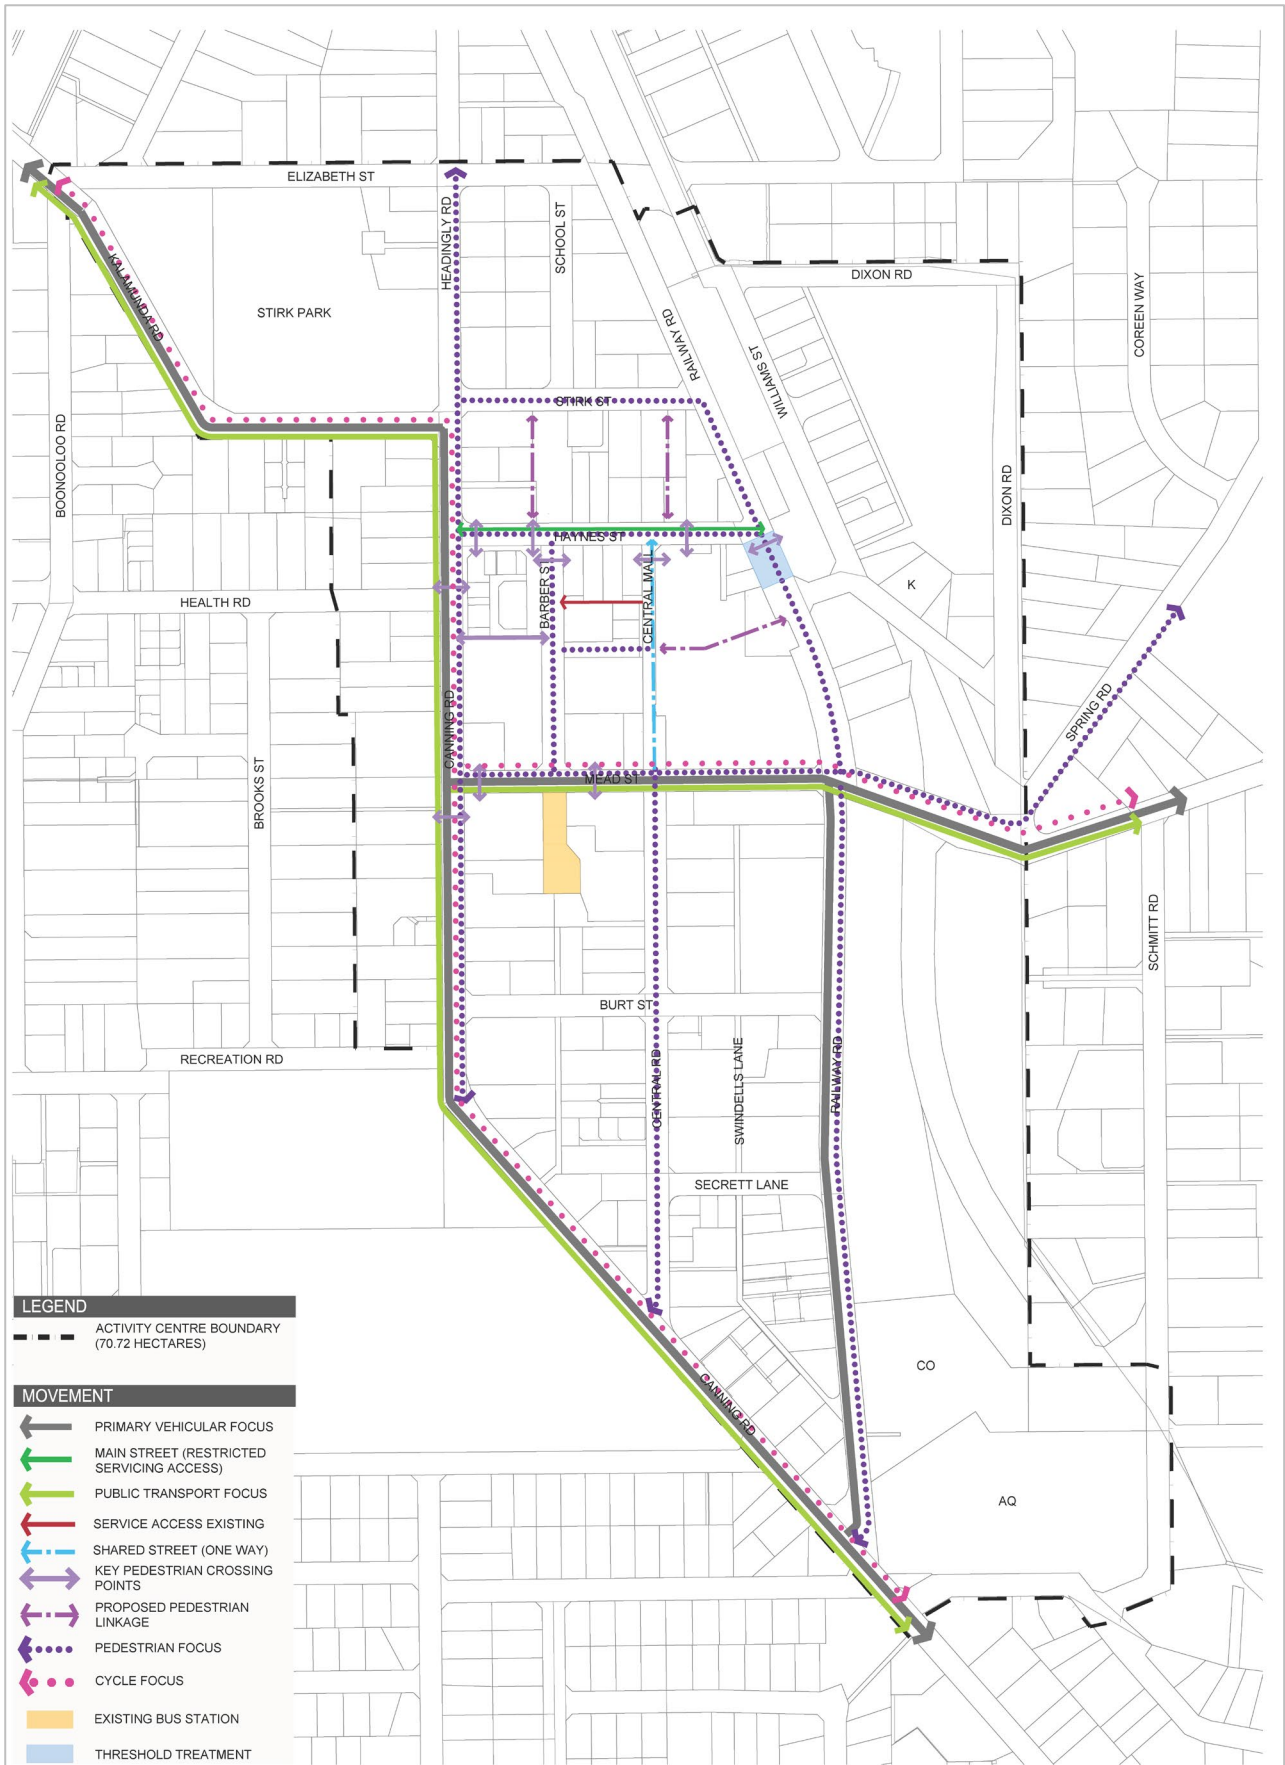 ELIZABETH ST
HEADINGLY RD
SCHOOL ST
DIXON RD
COREEN WAY
KALAMUNDA RD
STIRK PARK
RAILWAY RD
WILLIAMS ST
STIRK ST
BOONOOLOO RD
DIXON RD
HAYNES ST
K
HEALTH RD
BARBER ST
CENTRAL MALL
CANNING RD
SPRING RD
BROOKS ST
MEAD ST
SCHMITT RD
BURT ST
RECREATION RD
CENTRAL RD
SWINDELLS LANE
RAILWAY RD
SECRETT LANE
CO
CANNING RD
AQ
LEGEND
ACTIVITY CENTRE BOUNDARY
(70.72 HECTARES)
MOVEMENT
PRIMARY VEHICULAR FOCUS
MAIN STREET (RESTRICTED
SERVICING ACCESS)
PUBLIC TRANSPORT FOCUS
SERVICE ACCESS EXISTING
SHARED STREET (ONE WAY)
KEY PEDESTRIAN CROSSING
POINTS
PROPOSED PEDESTRIAN
LINKAGE
PEDESTRIAN FOCUS
CYCLE FOCUS
EXISTING BUS STATION
THRESHOLD TREATMENT